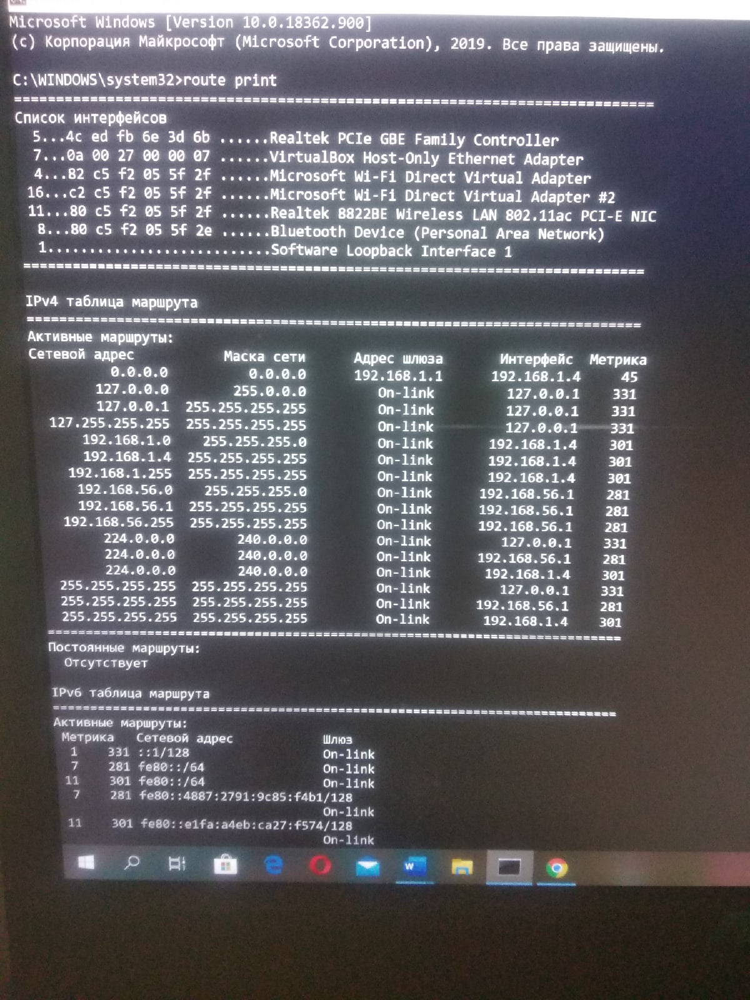 Microsoft Windows [Version 10.0.18362.900]
(c) Корпорация Майкрософт (Microsoft Corporation), 2019. Все права защищены.
C:\WINDOWS\system32>route print
===========================================================================
Список интерфейсов
5...4c ed fb 6e 3d 6b ......Realtek PCIe GBE Family Controller
7...0a 00 27 00 00 07 ......VirtualBox Host-Only Ethernet Adapter
4...82 c5 f2 05 5f 2f ......Microsoft Wi-Fi Direct Virtual Adapter
16...c2 c5 f2 05 5f 2f ......Microsoft Wi-Fi Direct Virtual Adapter #2
11...80 c5 f2 05 5f 2f ......Realtek 8822BE Wireless LAN 802.11ac PCI-E NIC
8...80 c5 f2 05 5f 2e ......Bluetooth Device (Personal Area Network)
1...........................Software Loopback Interface 1
===========================================================================
IPv4 таблица маршрута
===========================================================================
Активные маршруты:
Сетевой адрес Маска сети Адрес шлюза Интерфейс Метрика
0.0.0.0 0.0.0.0 192.168.1.1 192.168.1.4 45
127.0.0.0 255.0.0.0 On-link 127.0.0.1 331
127.0.0.1 255.255.255.255 On-link 127.0.0.1 331
127.255.255.255 255.255.255.255 On-link 127.0.0.1 331
192.168.1.0 255.255.255.0 On-link 192.168.1.4 301
192.168.1.4 255.255.255.255 On-link 192.168.1.4 301
192.168.1.255 255.255.255.255 On-link 192.168.1.4 301
192.168.56.0 255.255.255.0 On-link 192.168.56.1 281
192.168.56.1 255.255.255.255 On-link 192.168.56.1 281
192.168.56.255 255.255.255.255 On-link 192.168.56.1 281
224.0.0.0 240.0.0.0 On-link 127.0.0.1 331
224.0.0.0 240.0.0.0 On-link 192.168.56.1 281
224.0.0.0 240.0.0.0 On-link 192.168.1.4 301
255.255.255.255 255.255.255.255 On-link 127.0.0.1 331
255.255.255.255 255.255.255.255 On-link 192.168.56.1 281
255.255.255.255 255.255.255.255 On-link 192.168.1.4 301
===========================================================================
Постоянные маршруты:
Отсутствует
IPv6 таблица маршрута
===========================================================================
Активные маршруты:
Метрика Сетевой адрес Шлюз
1 331 ::1/128 On-link
7 281 fe80::/64 On-link
11 301 fe80::/64 On-link
7 281 fe80::4887:2791:9c85:f4b1/128
On-link
11 301 fe80::e1fa:a4eb:ca27:f574/128
On-link